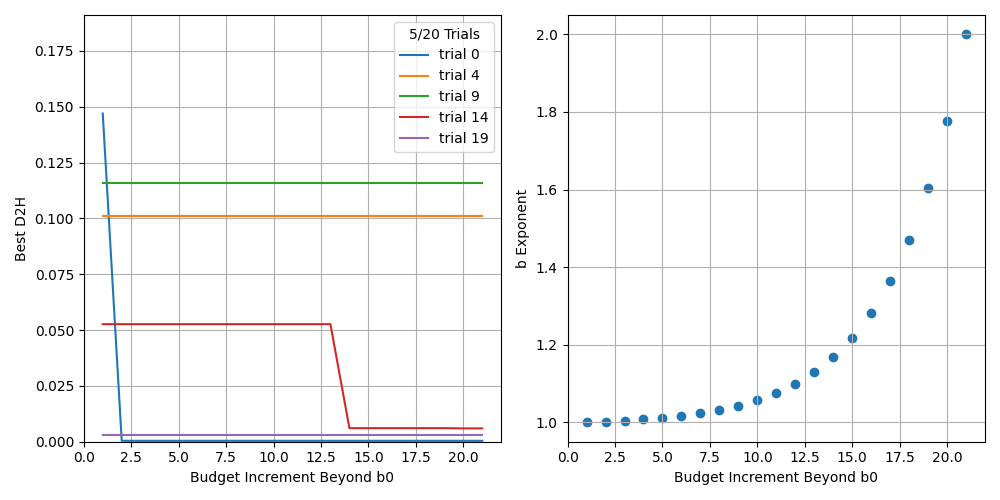 5/20 Trials
trial 0
trial 4
trial 9
trial 14
trial 19
0.175
0.150
0.125
0.100
0.075
0.050
0.025
0.000
Best D2H
0.0 2.5 5.0 7.5 10.0 12.5 15.0 17.5 20.0
Budget Increment Beyond b0
2.0
1.8
1.6
1.4
1.2
1.0
b Exponent
0.0 2.5 5.0 7.5 10.0 12.5 15.0 17.5 20.0
Budget Increment Beyond b0